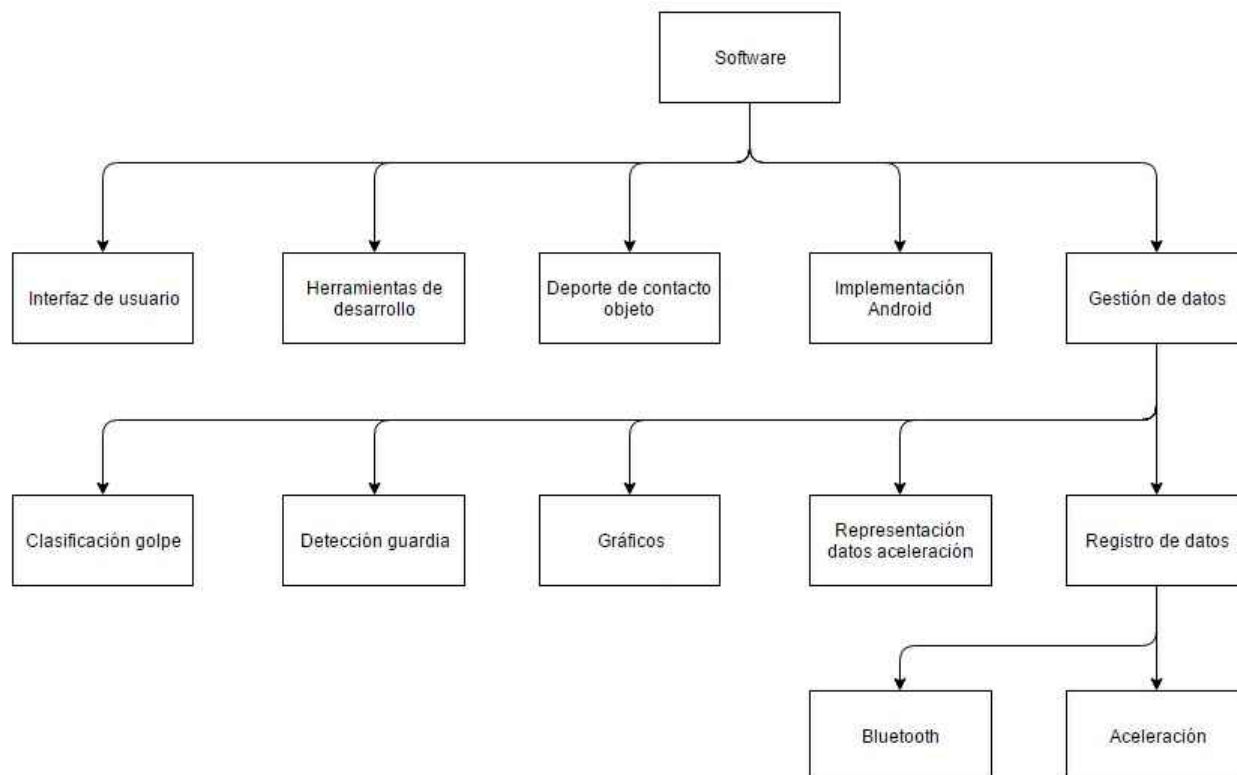 Software
Interfaz de usuario
Herramientas de
desarrollo
Deporte de contacto
objeto
Implementación
Android
Gestión de datos
Clasificación golpe
Detección guardia
Gráficos
Representación
datos aceleración
Registro de datos
Bluetooth
Aceleración